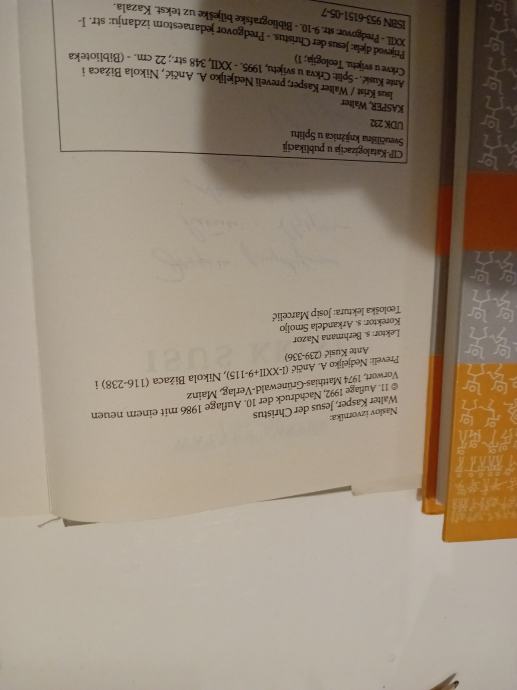 Naslov izvornika:
Walter Kasper, Jesus der Christus
© 11. Auflage 1992, Nachdruck der 10. Auflage 1986 mit einem neuen
Vorwort, 1974 Matthias-Grünewald-Verlag, Mainz
Preveli: Nedjeljko A. Ančić (I-XXII+9-115), Nikola Bižaca (116-238) i
Ante Kusić (239-336)
Lektor: s. Berhmana Nazor
Korektor: s. Arkandela Smoljo
Teološka lektura: Josip Marcelić
CIP-Katalogizacija u publikaciji
Sveučilišna knjižnica u Splitu
UDK 232
KASPER, Walter
Isus Krist / Walter Kasper; preveli Nedjeljko A. Ančić, Nikola Bižaca i
Ante Kusić. - Split: Crkva u svijetu, 1995. - XXII, 348 str.; 22 cm. - (Biblioteka
Crkve u svijetu. Teologija; 1)
Prijevod djela: Jesus der Christus. - Predgovor jedanaestom izdanju: str. I-
XXII. - Predgovor: str. 9-10. - Bibliografske bilješke uz tekst. Kazala.
ISBN 953-6151-05-7